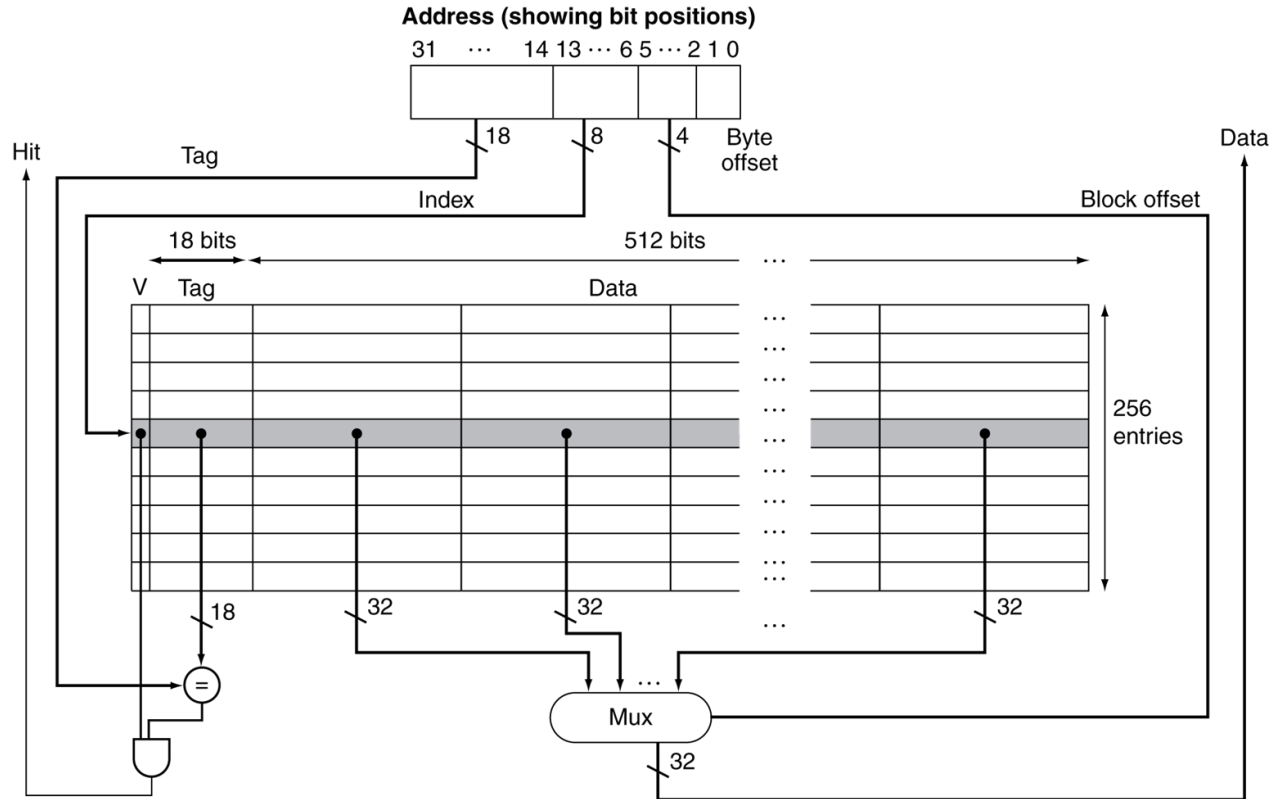 Address (showing bit positions)
31 ··· 14 13 ··· 6 5 ··· 2 1 0
18
8
4
Byte
offset
Hit
Tag
Data
Index
Block offset
18 bits
512 bits
···
V
Tag
Data
···
···
···
···
···
···
···
···
···
···
256
entries
18
32
32
···
32
=
···
Mux
32